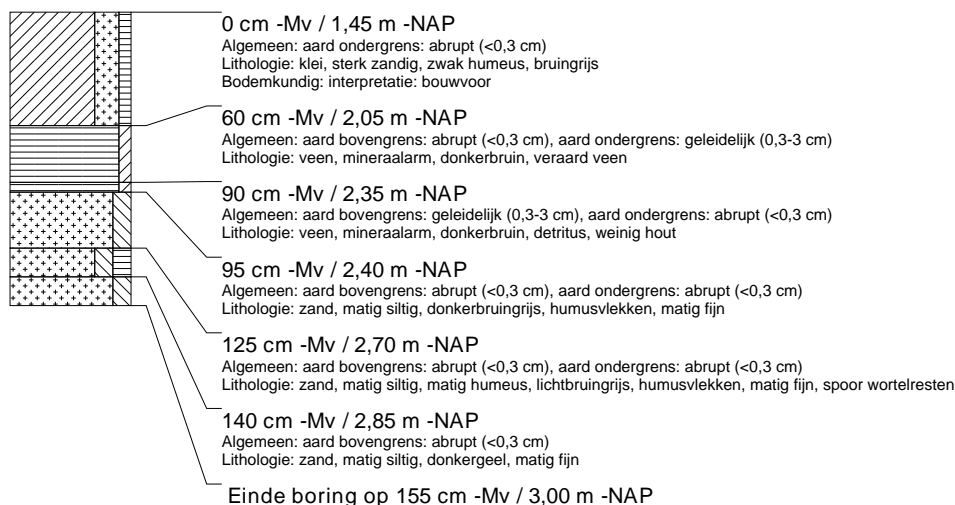 0 cm -Mv / 1,45 m -NAP
Algemeen: aard ondergrens: abrupt (<0,3 cm)
Lithologie: klei, sterk zandig, zwak humeus, bruingrijs
Bodemkundig: interpretatie: bouwvoor
60 cm -Mv / 2,05 m -NAP
Algemeen: aard bovengrens: abrupt (<0,3 cm), aard ondergrens: geleidelijk (0,3-3 cm)
Lithologie: veen, mineraalarm, donkerbruin, veraard veen
90 cm -Mv / 2,35 m -NAP
Algemeen: aard bovengrens: geleidelijk (0,3-3 cm), aard ondergrens: abrupt (<0,3 cm)
Lithologie: veen, mineraalarm, donkerbruin, detritus, weinig hout
95 cm -Mv / 2,40 m -NAP
Algemeen: aard bovengrens: abrupt (<0,3 cm), aard ondergrens: abrupt (<0,3 cm)
Lithologie: zand, matig siltig, donkerbruingrijs, humusvlekken, matig fijn
125 cm -Mv / 2,70 m -NAP
Algemeen: aard bovengrens: abrupt (<0,3 cm), aard ondergrens: abrupt (<0,3 cm)
Lithologie: zand, matig siltig, matig humeus, lichtbruingrijs, humusvlekken, matig fijn, spoor wortelresten
140 cm -Mv / 2,85 m -NAP
Algemeen: aard bovengrens: abrupt (<0,3 cm)
Lithologie: zand, matig siltig, donkergeel, matig fijn
Einde boring op 155 cm -Mv / 3,00 m -NAP